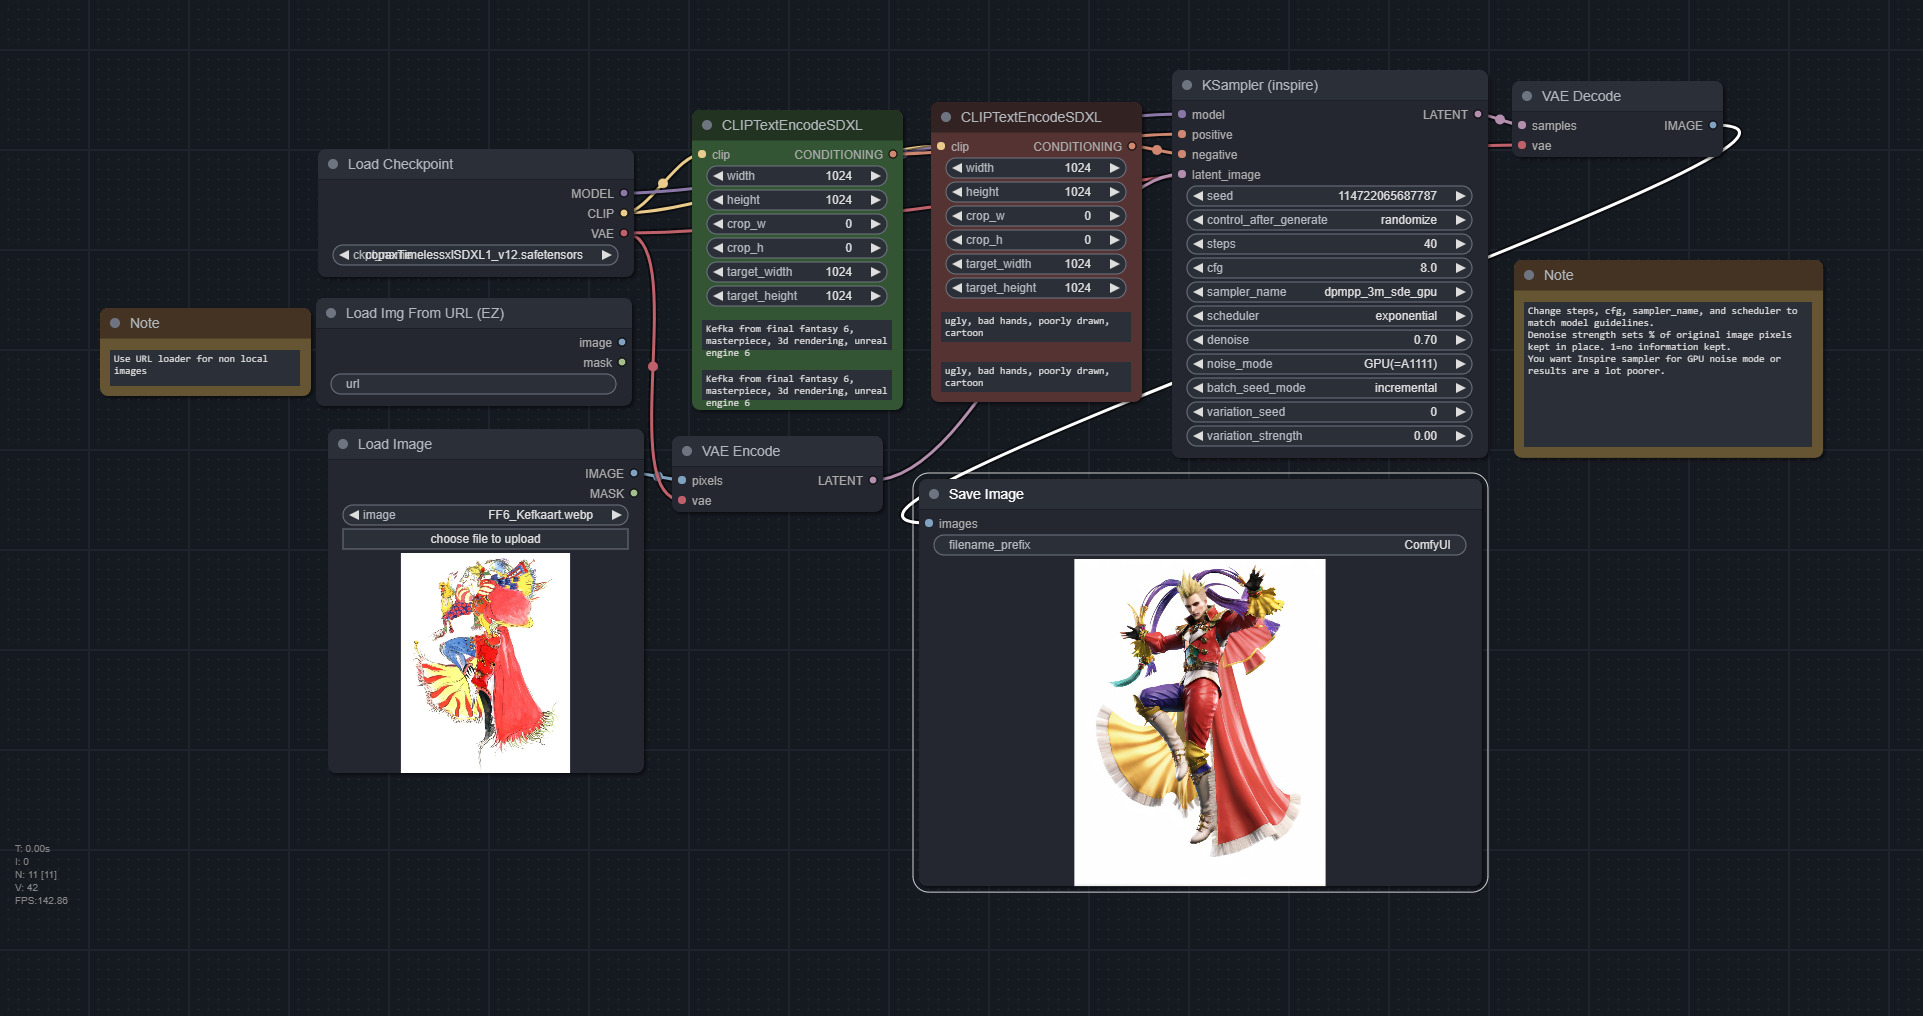 Note
Use URL loader for non local
images
Load Checkpoint
MODEL
CLIP
VAE
copaxTimelessxlSDXL1_v12.safetensors
Load Img From URL (EZ)
image
mask
url
Load Image
IMAGE
MASK
image FF6_Kefkaart.webp
choose file to upload
CLIPTextEncodeSDXL
clip CONDITIONING
width 1024
height 1024
crop_w 0
crop_h 0
target_width 1024
target_height 1024
Kefka from final fantasy 6,
masterpiece, 3d rendering, unreal
engine 6
Kefka from final fantasy 6,
masterpiece, 3d rendering, unreal
engine 6
VAE Encode
pixels LATENT
vae
CLIPTextEncodeSDXL
clip CONDITIONING
width 1024
height 1024
crop_w 0
crop_h 0
target_width 1024
target_height 1024
ugly, bad hands, poorly drawn,
cartoon
ugly, bad hands, poorly drawn,
cartoon
KSampler (inspire)
model LATENT
positive
negative
latent_image
seed 114722065687787
control_after_generate randomize
steps 40
cfg 8.0
sampler_name dpmpp_3m_sde_gpu
scheduler exponential
denoise 0.70
noise_mode GPU(=A1111)
batch_seed_mode incremental
variation_seed 0
variation_strength 0.00
VAE Decode
samples IMAGE
vae
Note
Change steps, cfg, sampler_name, and scheduler to
match model guidelines.
Denoise strength sets % of original image pixels
kept in place. 1=no information kept.
You want Inspire sampler for GPU noise mode or
results are a lot poorer.
Save Image
images
filename_prefix ComfyUI
T: 0.00s
I: 0
N: 11 [11]
V: 42
FPS:142.86